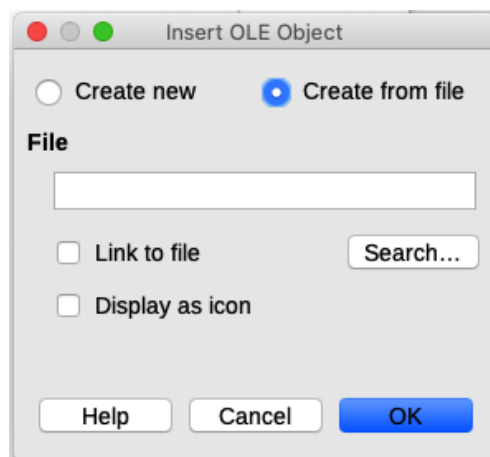 Insert OLE Object
Create new Create from file
File
Link to file Search...
Display as icon
Help Cancel OK